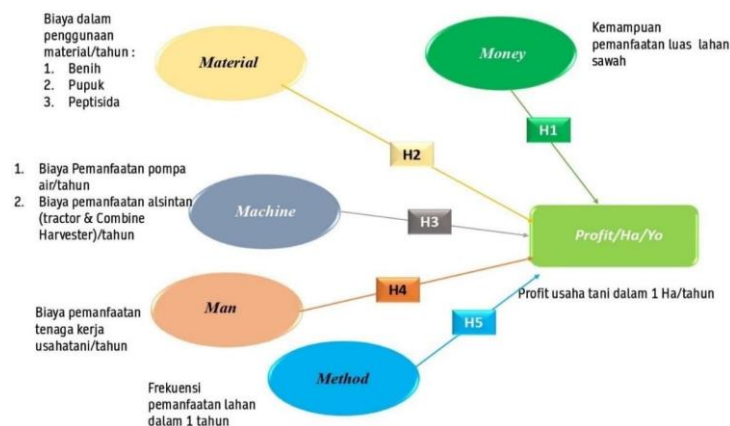 Biaya dalam
penggunaan
material/tahun :
1. Benih
2. Pupuk
3. Peptisida
Material
Money
Kemampuan
pemanfaatan luas lahan
sawah
H1
H2
1. Biaya Pemanfaatan pompa
air/tahun
2. Biaya pemanfaatan alsintan
(tractor & Combine
Harvester)/tahun
Machine
H3
Profit/Ha/Yo
Profit usaha tani dalam 1 Ha/tahun
Biaya pemanfaatan
tenaga kerja
usahatani/tahun
Man
H4
H5
Method
Frekuensi
pemanfaatan lahan
dalam 1 tahun